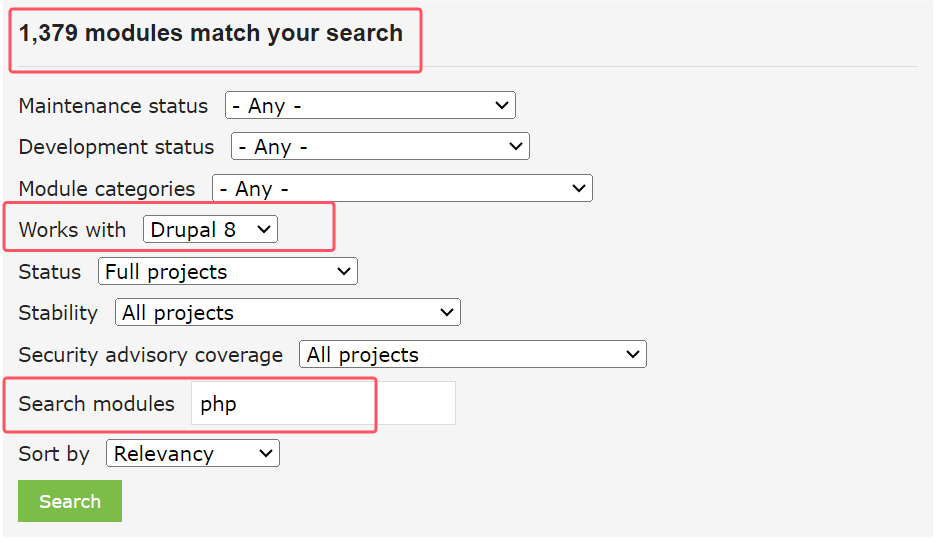 1,379 modules match your search
Maintenance status - Any -
Development status - Any -
Module categories - Any -
Works with Drupal 8
Status Full projects
Stability All projects
Security advisory coverage All projects
Search modules php
Sort by Relevancy
Search